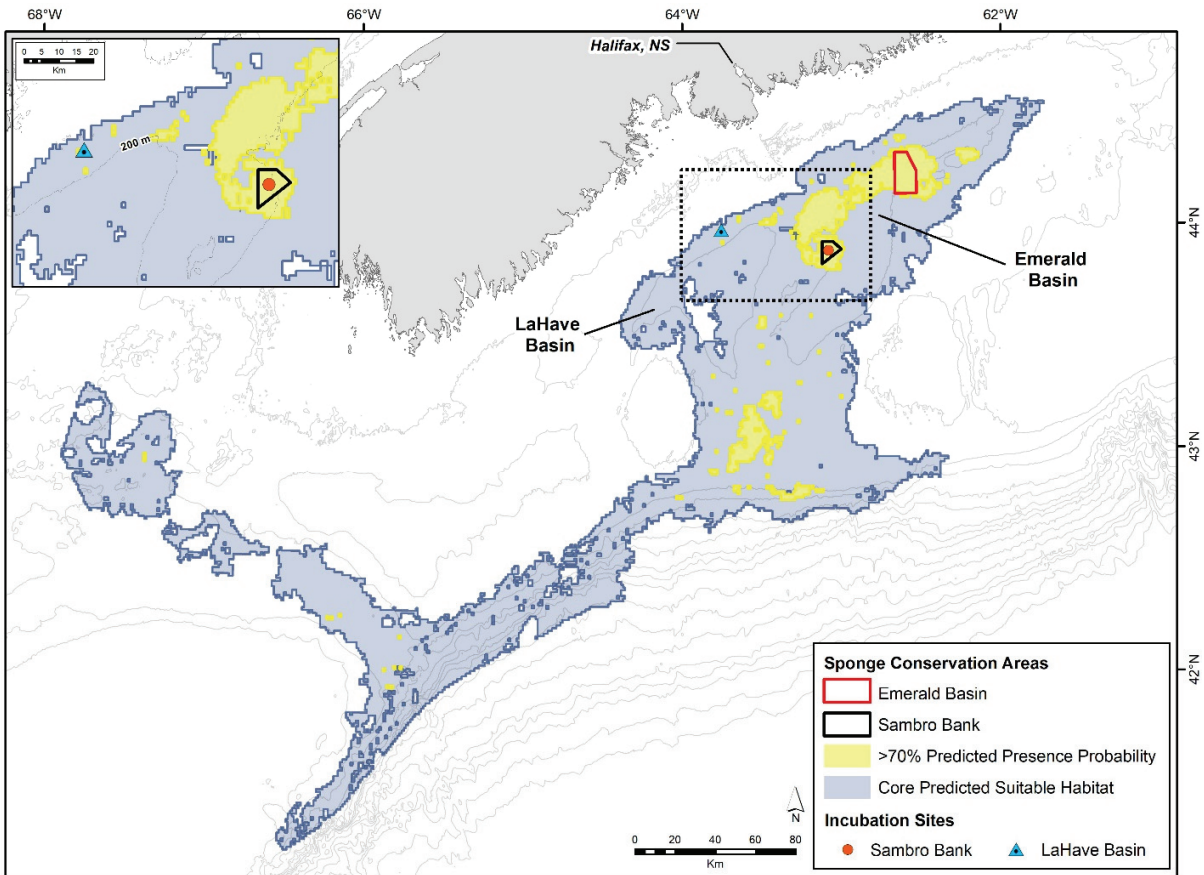 68°W
66°W
64°W
62°W
0 5 10 15 20
Km
200 m
Halifax, NS
44°N
Emerald
Basin
LaHave
Basin
43°N
42°N
Sponge Conservation Areas
Emerald Basin
Sambro Bank
>70% Predicted Presence Probability
Core Predicted Suitable Habitat
Incubation Sites
Sambro Bank
LaHave Basin
N
0 20 40 60 80
Km